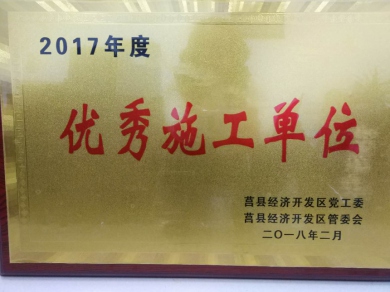 2017年度
优秀施工单位
莒县经济开发区党工委
莒县经济开发区管委会
二〇一八年二月